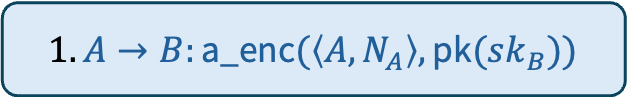 1. A → B: a_enc(⟨A, N_A⟩, pk(sk_B))